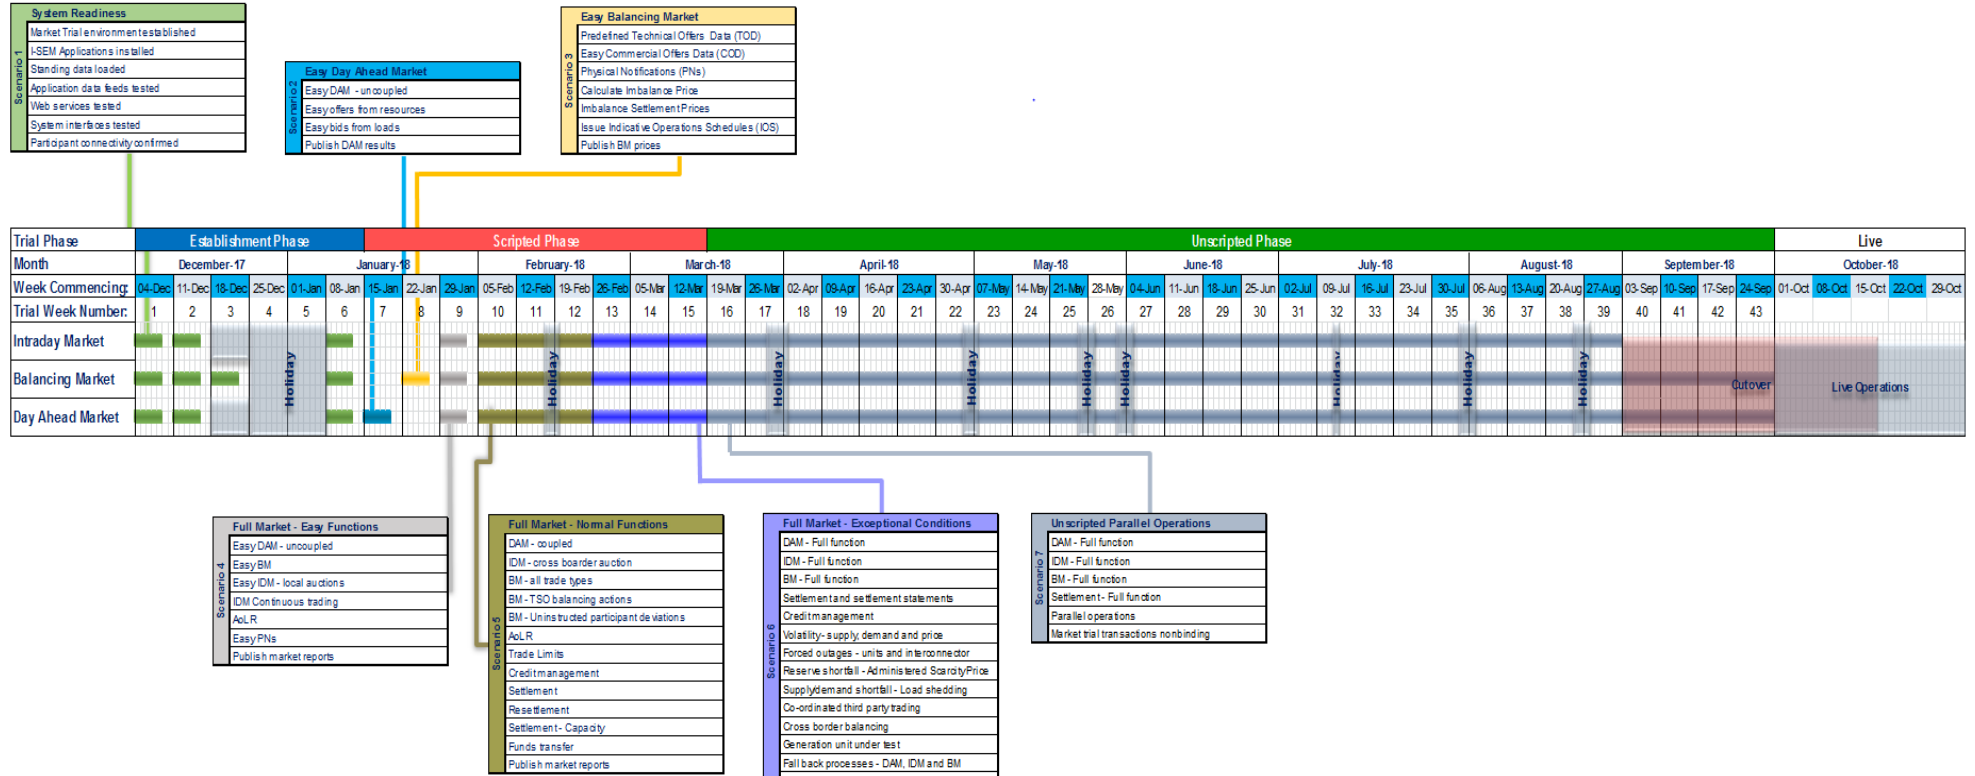 System Readiness
Scenario 1
Market Trial environment established
I-SEM Applications installed
Standing data loaded
Application data feeds tested
Web services tested
System interfaces tested
Participant connectivity confirmed
Easy Day Ahead Market
Scenario 2
Easy DAM - uncoupled
Easy offers from resources
Easy bids from loads
Publish DAM results
Easy Balancing Market
Scenario 3
Predefined Technical Offers Data (TOD)
Easy Commercial Offers Data (COD)
Physical Notifications (PNs)
Calculate Imbalance Price
Imbalance Settlement Prices
Issue Indicative Operations Schedules (IOS)
Publish BM prices
Trial Phase Establishment Phase Scripted Phase Unscripted Phase Live
Month December-17 January-18 February-18 March-18 April-18 May-18 June-18 July-18 August-18 September-18 October-18
Week Commencing: 04-Dec 11-Dec 18-Dec 25-Dec 01-Jan 08-Jan 15-Jan 22-Jan 29-Jan 05-Feb 12-Feb 19-Feb 26-Feb 05-Mar 12-Mar 19-Mar 26-Mar 02-Apr 09-Apr 16-Apr 23-Apr 30-Apr 07-May 14-May 21-May 28-May 04-Jun 11-Jun 18-Jun 25-Jun 02-Jul 09-Jul 16-Jul 23-Jul 30-Jul 06-Aug 13-Aug 20-Aug 27-Aug 03-Sep 10-Sep 17-Sep 24-Sep 01-Oct 08-Oct 15-Oct 22-Oct 29-Oct
Trial Week Number: 1 2 3 4 5 6 7 8 9 10 11 12 13 14 15 16 17 18 19 20 21 22 23 24 25 26 27 28 29 30 31 32 33 34 35 36 37 38 39 40 41 42 43
Intraday Market
Balancing Market
Day Ahead Market
Holiday
Holiday
Holiday
Holiday
Holiday
Holiday
Holiday
Holiday
Holiday
Cutover
Live Operations
Full Market - Easy Functions
Scenario 4
Easy DAM - uncoupled
Easy BM
Easy IDM - local auctions
IDM Continuous trading
AoLR
Easy PNs
Publish market reports
Full Market - Normal Functions
Scenario 5
DAM - coupled
IDM - cross boarder auction
BM - all trade types
BM - TSO balancing actions
BM - Uninstructed participant deviations
AoLR
Trade Limits
Credit management
Settlement
Resettlement
Settlement - Capacity
Funds transfer
Publish market reports
Full Market - Exceptional Conditions
Scenario 6
DAM - Full function
IDM - Full function
BM - Full function
Settlement and settlement statements
Credit management
Volatility - supply, demand and price
Forced outages - units and interconnector
Reserve shortfall - Administered Scarcity Price
Supply/demand shortfall - Load shedding
Co-ordinated third party trading
Cross border balancing
Generation unit under test
Fall back processes - DAM, IDM and BM
Unscripted Parallel Operations
Scenario 7
DAM - Full function
IDM - Full function
BM - Full function
Settlement - Full function
Parallel operations
Market trial transactions nonbinding